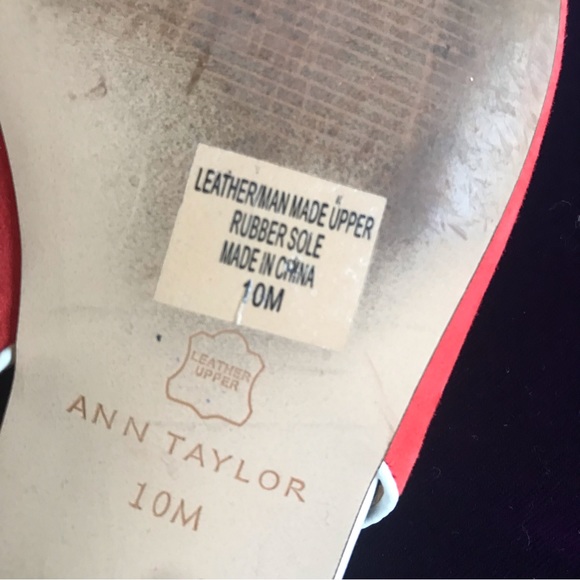 LEATHER/MAN MADE UPPER
RUBBER SOLE
MADE IN CHINA
10M
LEATHER
UPPER
ANN TAYLOR
10M